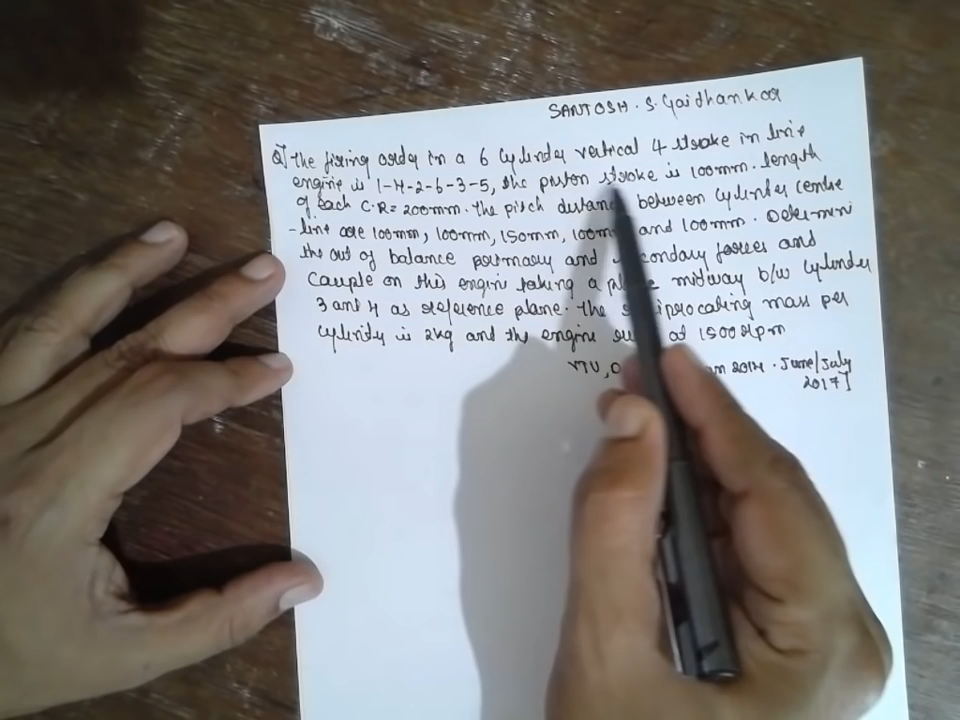 SANTOSH . S. Gaidhankar
Q] The firing order in a 6 Cylinder vertical 4 stroke in line
engine is 1-4-2-6-3-5, the piston stroke is 100mm. length
of each C.R = 200mm. The pitch distance between Cylinder centre
-line are 100mm, 100mm, 150mm, 100mm and 100mm. Determine
the out of balance primary and secondary forces and
Couple on this engine taking a plane midway b/w Cylinder
3 and 4 as reference plane. The reciprocating mass per
Cylinder is 2kg and the engine at 1500rpm
VTU, 2014 . June/July
2017]